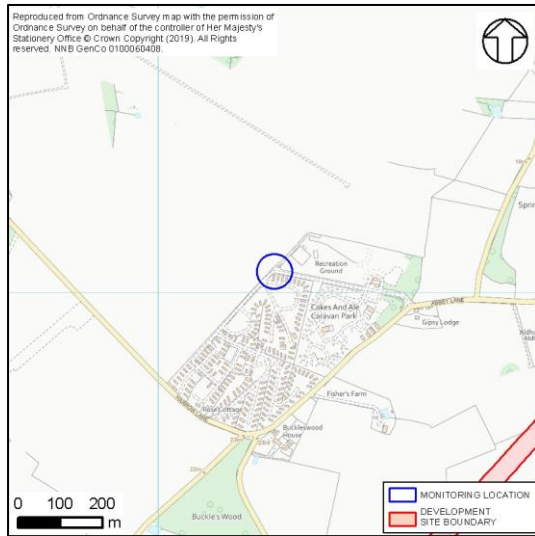 Reproduced from Ordnance Survey map with the permission of
Ordnance Survey on behalf of the controller of Her Majesty's
Stationery Office © Crown Copyright (2019). All Rights
reserved. NNB GenCo 0100060408.
Recreation
Ground
Cakes And Ale
Caravan Park
ABBEY LANE
Gipsy Lodge
Fisher's Farm
Rose Cottage
Buckleswood
House
Buckle's Wood
0 100 200
m
MONITORING LOCATION
DEVELOPMENT
SITE BOUNDARY